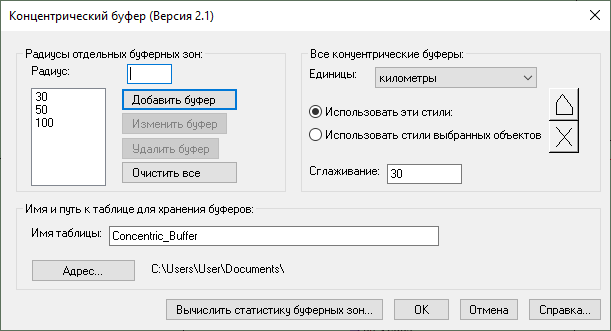 Концентрический буфер (Версия 2.1)
Радиусы отдельных буферных зон:
Радиус:
30
50
100
Добавить буфер
Изменить буфер
Удалить буфер
Очистить все
Все конуентрические буферы:
Единицы: километры
Использовать эти стили:
Использовать стили выбранных объектов
Сглаживание: 30
Имя и путь к таблице для хранения буферов:
Имя таблицы: Concentric_Buffer
Адрес... C:\Users\User\Documents\
Вычислить статистику буферных зон... OK Отмена Справка...